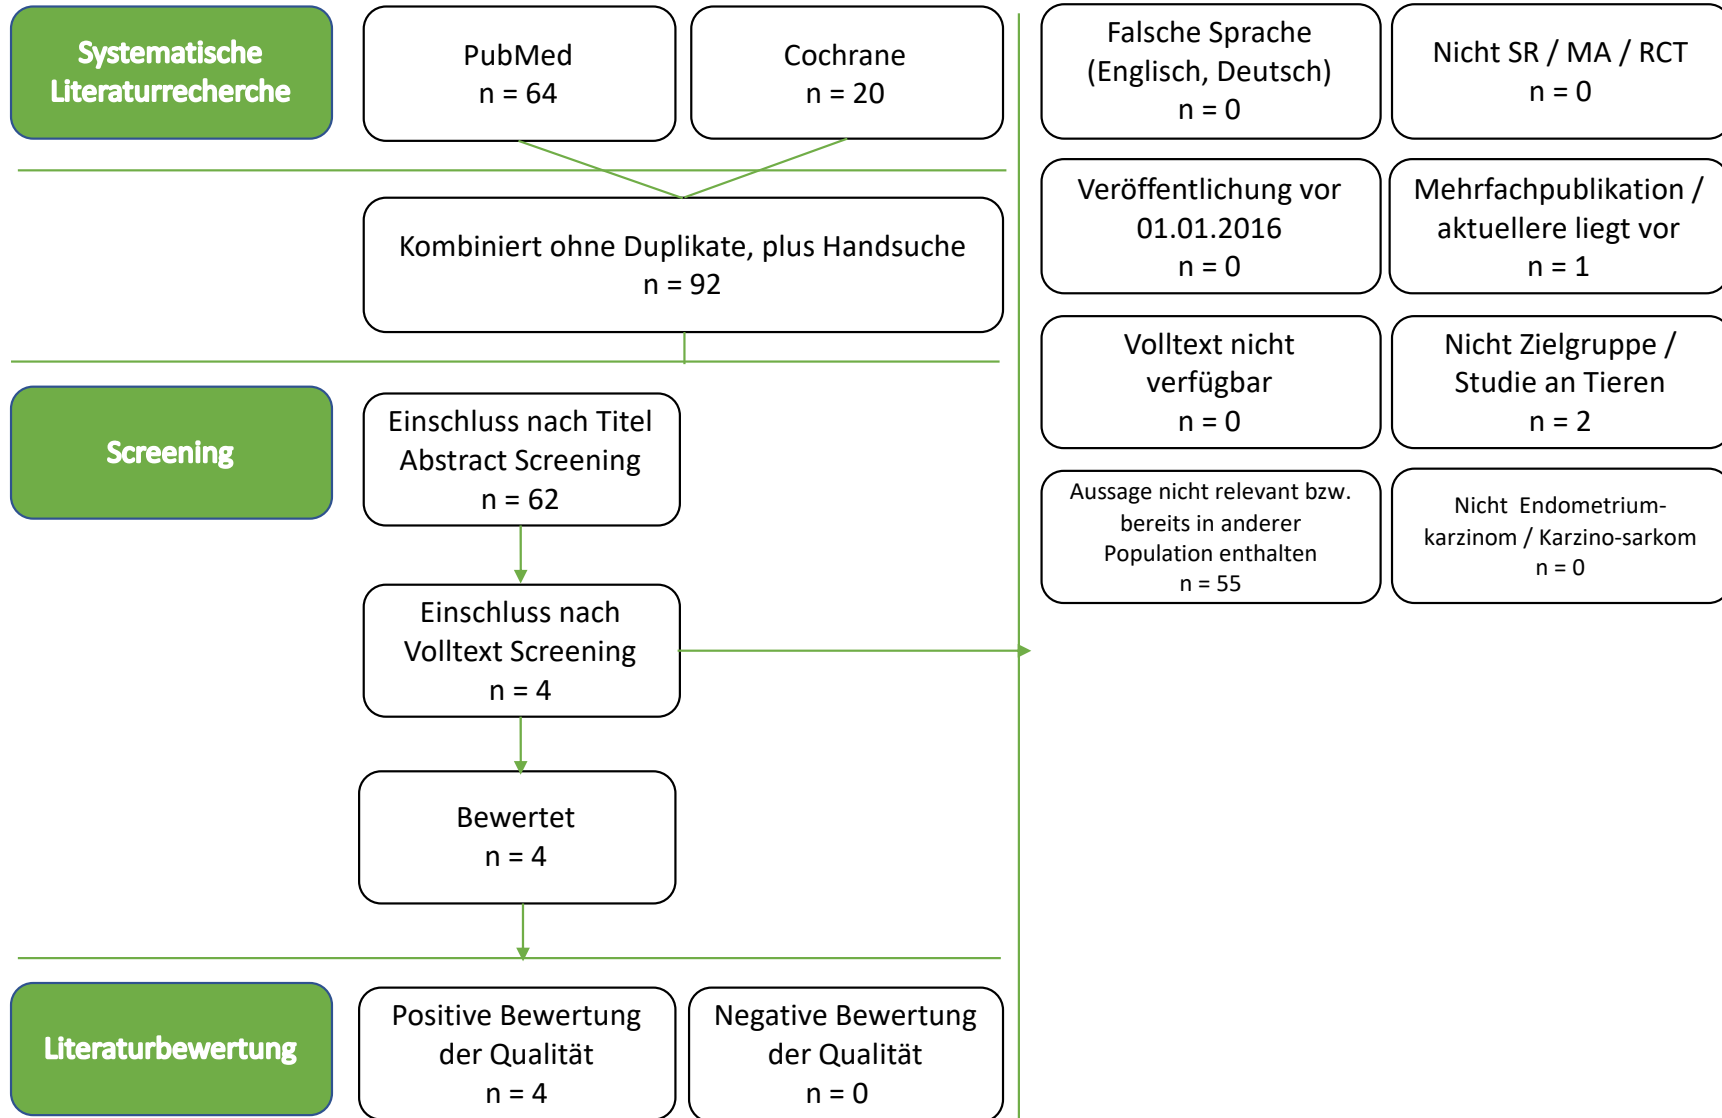 Systematische
Literaturrecherche
PubMed
n = 64
Cochrane
n = 20
Kombiniert ohne Duplikate, plus Handsuche
n = 92
Screening
Einschluss nach Titel
Abstract Screening
n = 62
Einschluss nach
Volltext Screening
n = 4
Bewertet
n = 4
Literaturbewertung
Positive Bewertung
der Qualität
n = 4
Negative Bewertung
der Qualität
n = 0
Falsche Sprache
(Englisch, Deutsch)
n = 0
Nicht SR / MA / RCT
n = 0
Veröffentlichung vor
01.01.2016
n = 0
Mehrfachpublikation /
aktuellere liegt vor
n = 1
Volltext nicht
verfügbar
n = 0
Nicht Zielgruppe /
Studie an Tieren
n = 2
Aussage nicht relevant bzw.
bereits in anderer
Population enthalten
n = 55
Nicht Endometrium-
karzinom / Karzino-sarkom
n = 0